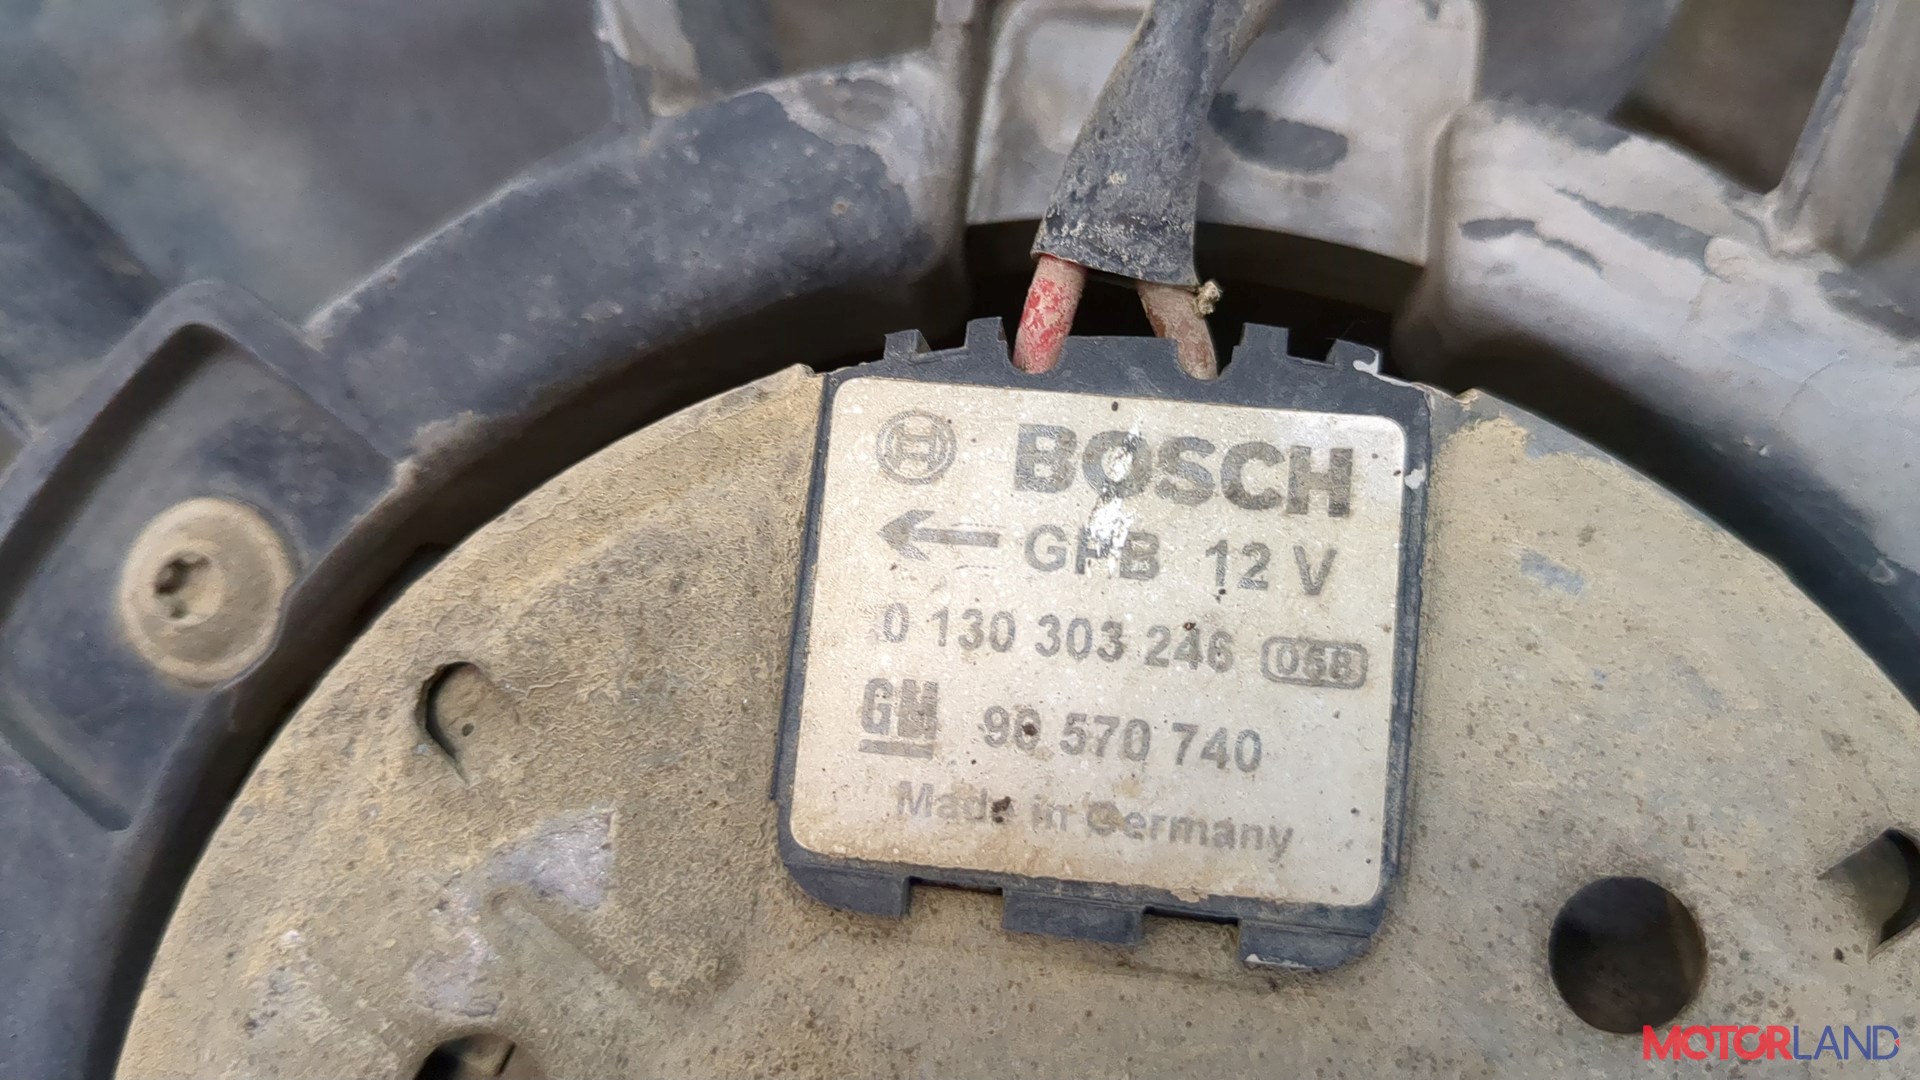 BOSCH
GPB 12 V
0 130 303 246 058
GM 90 570 740
Made in Germany
MOTORLAND